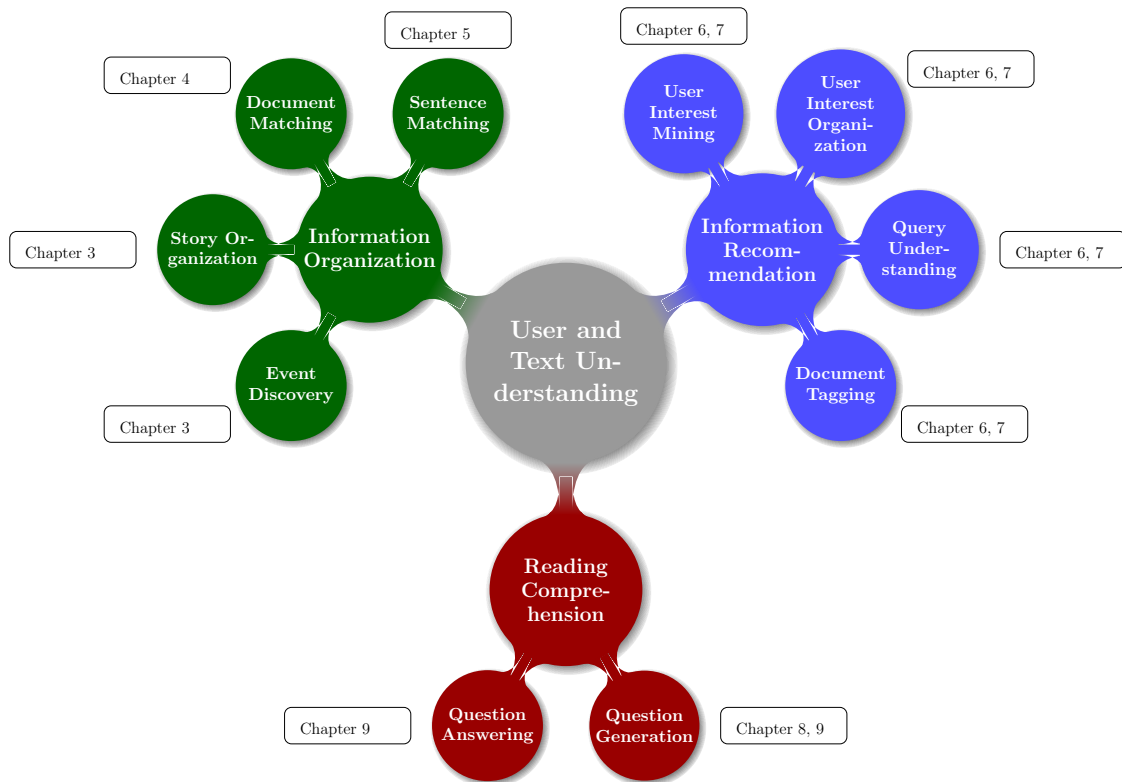 Chapter 5
Chapter 4
Document
Matching
Sentence
Matching
Story Or-
ganization
Chapter 3
Information
Organization
Event
Discovery
Chapter 3
Chapter 6, 7
Chapter 6, 7
User
Interest
Mining
User
Interest
Organi-
zation
Information
Recom-
mendation
Query
Under-
standing
Chapter 6, 7
Document
Tagging
Chapter 6, 7
User and
Text Un-
derstanding
Reading
Compre-
hension
Chapter 9
Question
Answering
Question
Generation
Chapter 8, 9